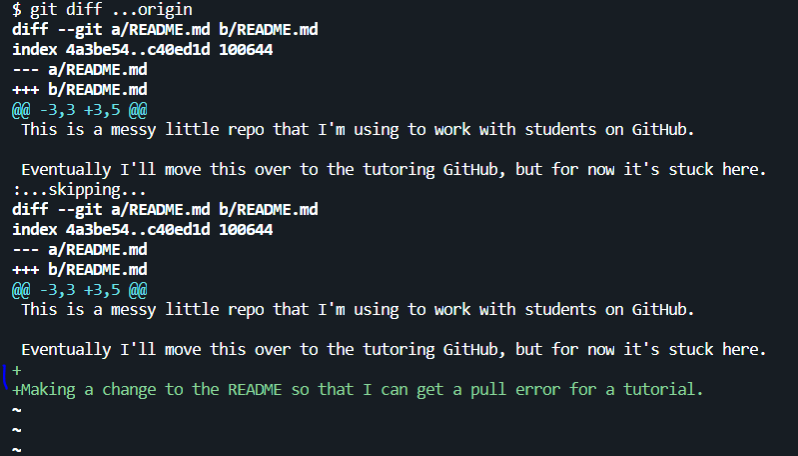 $ git diff ...origin
diff --git a/README.md b/README.md
index 4a3be54..c40ed1d 100644
--- a/README.md
+++ b/README.md
@@ -3,3 +3,5 @@
 This is a messy little repo that I'm using to work with students on GitHub.

 Eventually I'll move this over to the tutoring GitHub, but for now it's stuck here.
:...skipping...
diff --git a/README.md b/README.md
index 4a3be54..c40ed1d 100644
--- a/README.md
+++ b/README.md
@@ -3,3 +3,5 @@
 This is a messy little repo that I'm using to work with students on GitHub.

 Eventually I'll move this over to the tutoring GitHub, but for now it's stuck here.
+
+Making a change to the README so that I can get a pull error for a tutorial.
~
~
~